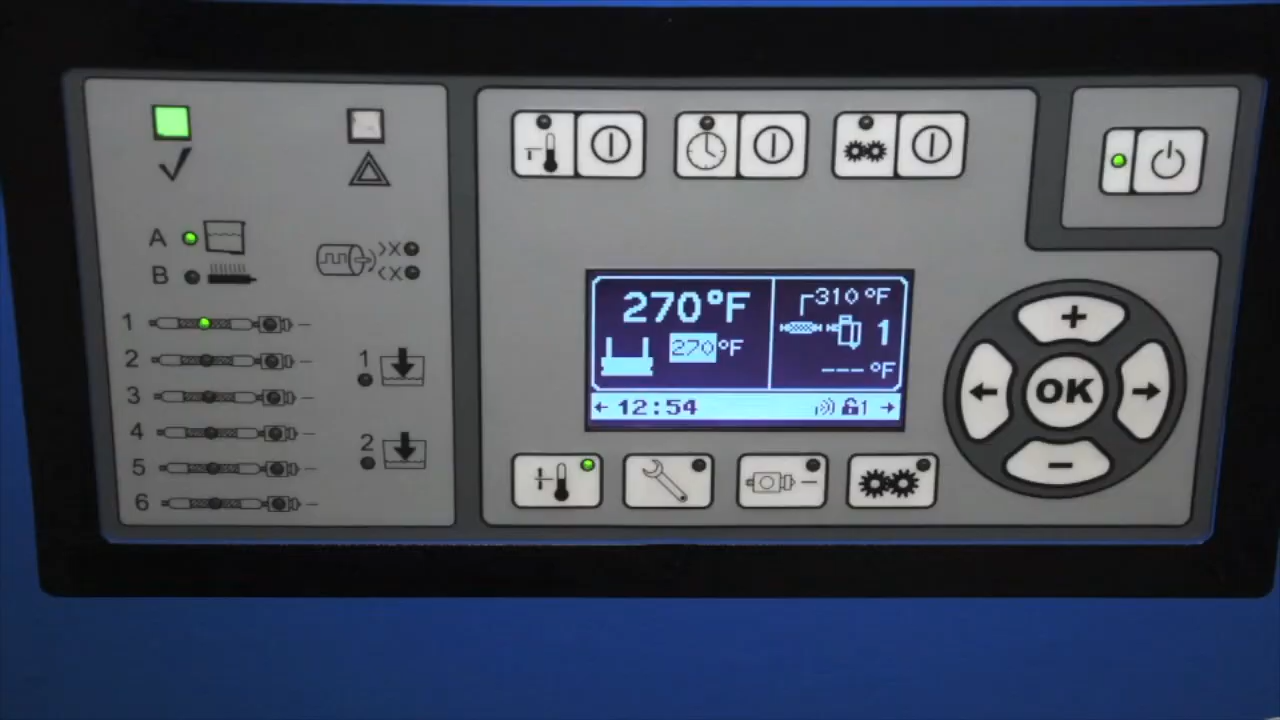 A
B
>X
<X
1
2
3
4
5
6
1
2
270°F
270°F
310 °F
1
--- °F
← 12:54 1 →
+
← OK →
−